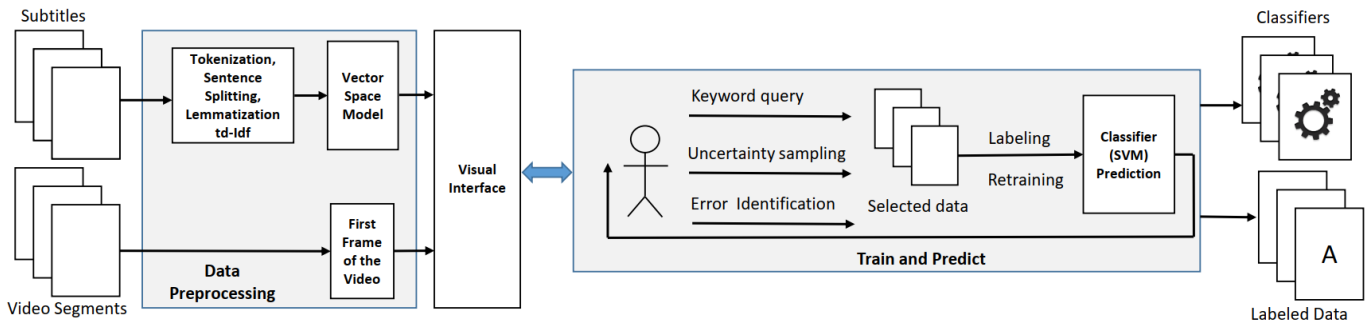 Subtitles
Tokenization,
Sentence
Splitting,
Lemmatization
td-Idf
Vector
Space
Model
Video Segments
First
Frame
of the
Video
Data
Preprocessing
Visual
Interface
Keyword query
Uncertainty sampling
Error Identification
Selected data
Labeling
Retraining
Classifier
(SVM)
Prediction
Train and Predict
Classifiers
A
Labeled Data